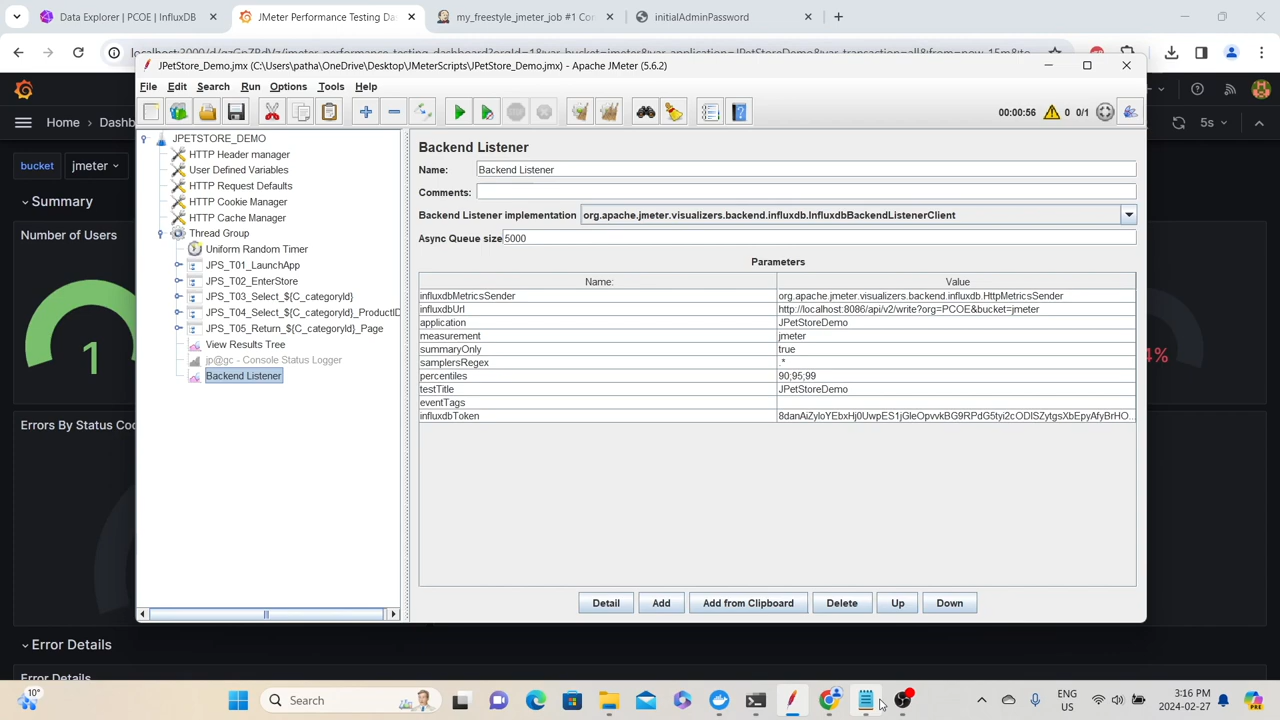 Data Explorer | PCOE | InfluxDB
JMeter Performance Testing Da
my_freestyle_jmeter_job #1 Con
initialAdminPassword
JPetStore_Demo.jmx (C:\Users\patha\OneDrive\Desktop\JMeterScripts\JPetStore_Demo.jmx) - Apache JMeter (5.6.2)
File Edit Search Run Options Tools Help
00:00:56 0 0/1
Home > Dashb
5s
bucket jmeter
Summary
Number of Users
1
Errors By Status Co
Error Details
Error Details
%
JPETSTORE_DEMO
HTTP Header manager
User Defined Variables
HTTP Request Defaults
HTTP Cookie Manager
HTTP Cache Manager
Thread Group
Uniform Random Timer
JPS_T01_LaunchApp
JPS_T02_EnterStore
JPS_T03_Select_${C_categoryId}
JPS_T04_Select_${C_categoryId}_ProductID
JPS_T05_Return_${C_categoryId}_Page
View Results Tree
jp@gc - Console Status Logger
Backend Listener
Backend Listener
Name: Backend Listener
Comments:
Backend Listener implementation org.apache.jmeter.visualizers.backend.influxdb.InfluxdbBackendListenerClient
Async Queue size 5000
Parameters
Name: Value
influxdbMetricsSender org.apache.jmeter.visualizers.backend.influxdb.HttpMetricsSender
influxdbUrl http://localhost:8086/api/v2/write?org=PCOE&bucket=jmeter
application JPetStoreDemo
measurement jmeter
summaryOnly true
samplersRegex .*
percentiles 90;95;99
testTitle JPetStoreDemo
eventTags
influxdbToken
Detail Add Add from Clipboard Delete Up Down
10°
Search
ENG
US
3:16 PM
2024-02-27